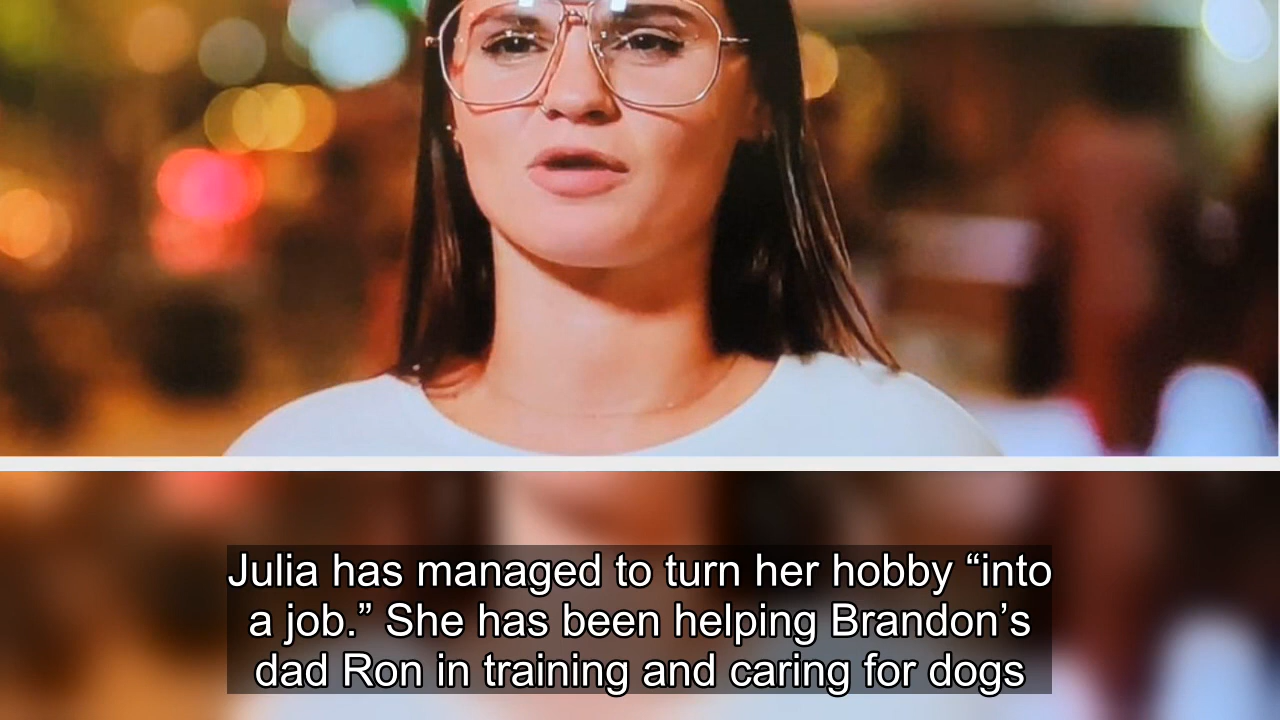 Julia has managed to turn her hobby “into
a job.” She has been helping Brandon’s
dad Ron in training and caring for dogs